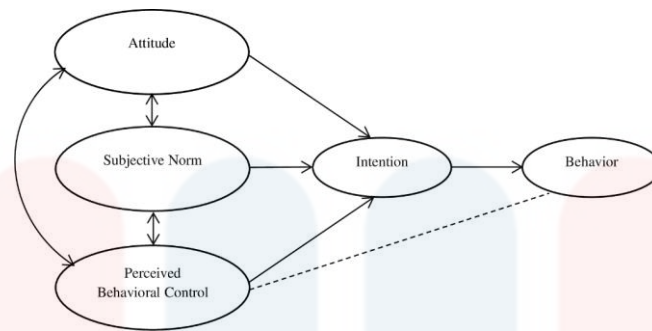 Attitude
Subjective Norm
Intention
Behavior
Perceived
Behavioral Control